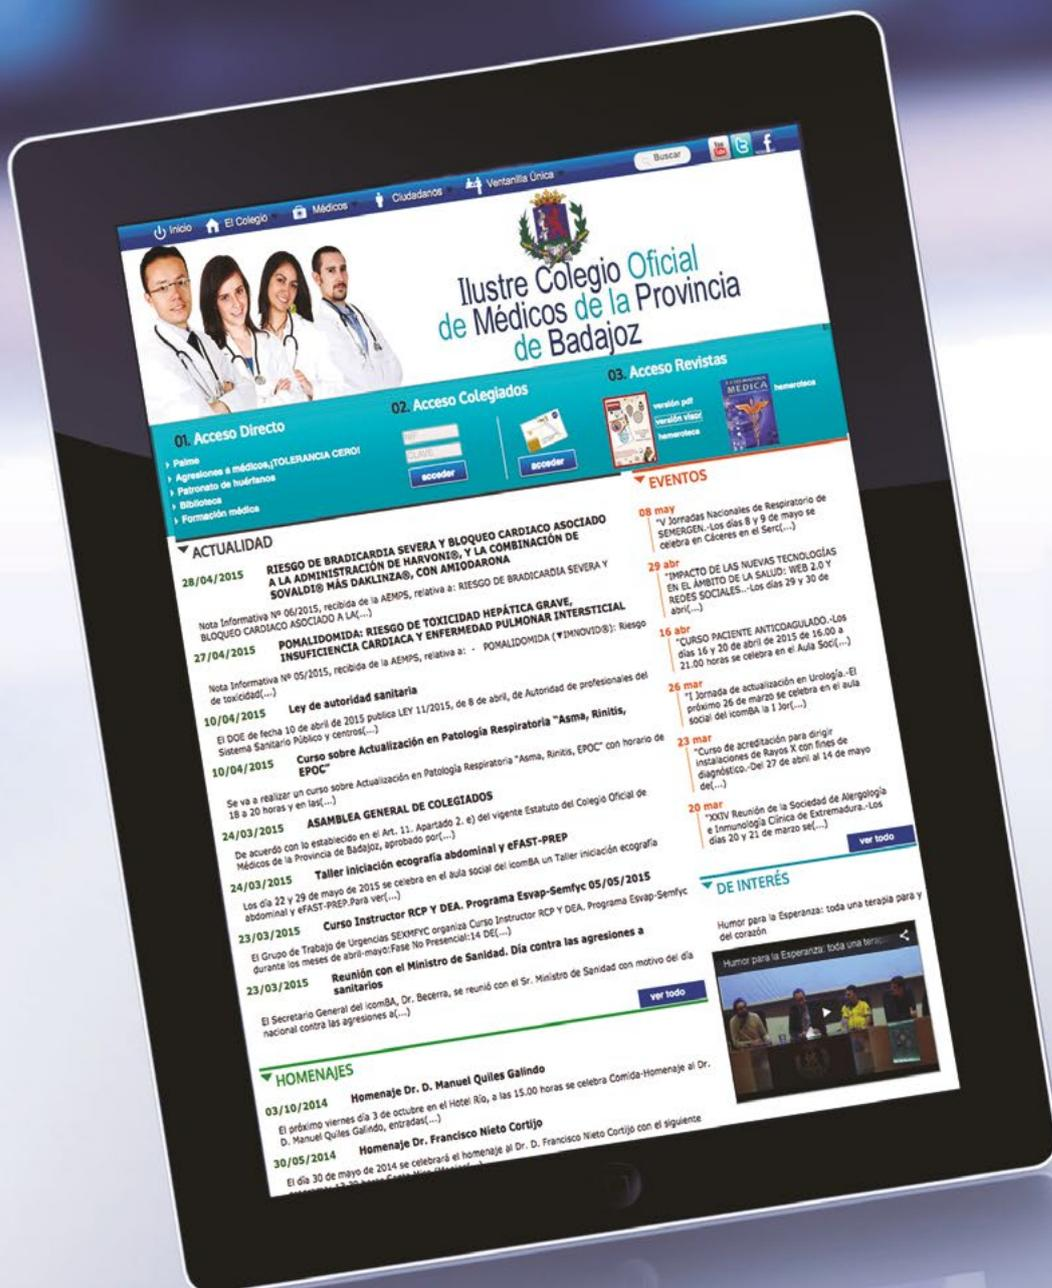 Inicio
El Colegio
Médicos
Ciudadanos
Ventanilla Única
Buscar
You
Tube
Ilustre Colegio Oficial
de Médicos de la Provincia
de Badajoz
01. Acceso Directo
Paime
Agresiones a médicos,¡TOLERANCIA CERO!
Patronato de huérfanos
Biblioteca
Formación médica
02. Acceso Colegiados
CLAVE
acceder
acceder
03. Acceso Revistas
versión pdf
versión visor
hemeroteca
MEDICA
hemeroteca
ACTUALIDAD
28/04/2015
RIESGO DE BRADICARDIA SEVERA Y BLOQUEO CARDIACO ASOCIADO
A LA ADMINISTRACIÓN DE HARVONI®, Y LA COMBINACIÓN DE
SOVALDI® MÁS DAKLINZA®, CON AMIODARONA
Nota Informativa Nº 06/2015, recibida de la AEMPS, relativa a: RIESGO DE BRADICARDIA SEVERA Y
BLOQUEO CARDIACO ASOCIADO A LA(...)
27/04/2015
POMALIDOMIDA: RIESGO DE TOXICIDAD HEPÁTICA GRAVE,
INSUFICIENCIA CARDIACA Y ENFERMEDAD PULMONAR INTERSTICIAL
Nota Informativa Nº 05/2015, recibida de la AEMPS, relativa a: - POMALIDOMIDA (▼IMNOVID®): Riesgo
de toxicidad(...)
10/04/2015
Ley de autoridad sanitaria
El DOE de fecha 10 de abril de 2015 publica LEY 11/2015, de 8 de abril, de Autoridad de profesionales del
Sistema Sanitario Público y centros(...)
10/04/2015
Curso sobre Actualización en Patología Respiratoria "Asma, Rinitis,
EPOC"
Se va a realizar un curso sobre Actualización en Patología Respiratoria "Asma, Rinitis, EPOC" con horario de
18 a 20 horas y en las(...)
24/03/2015
ASAMBLEA GENERAL DE COLEGIADOS
De acuerdo con lo establecido en el Art. 11. Apartado 2. e) del vigente Estatuto del Colegio Oficial de
Médicos de la Provincia de Badajoz, aprobado por(...)
24/03/2015
Taller iniciación ecografía abdominal y eFAST-PREP
Los día 22 y 29 de mayo de 2015 se celebra en el aula social del icomBA un Taller iniciación ecografía
abdominal y eFAST-PREP.Para ver(...)
23/03/2015
Curso Instructor RCP Y DEA. Programa Esvap-Semfyc 05/05/2015
El Grupo de Trabajo de Urgencias SEXMFYC organiza Curso Instructor RCP Y DEA. Programa Esvap-Semfyc
durante los meses de abril-mayo:Fase No Presencial:14 DE(...)
23/03/2015
Reunión con el Ministro de Sanidad. Día contra las agresiones a
sanitarios
El Secretario General del icomBA, Dr. Becerra, se reunió con el Sr. Ministro de Sanidad con motivo del día
nacional contra las agresiones a(...)
ver todo
HOMENAJES
03/10/2014
Homenaje Dr. D. Manuel Quiles Galindo
El próximo viernes día 3 de octubre en el Hotel Río, a las 15.00 horas se celebra Comida-Homenaje al Dr.
D. Manuel Quiles Galindo, entradas(...)
30/05/2014
Homenaje Dr. Francisco Nieto Cortijo
El día 30 de mayo de 2014 se celebrará el homenaje al Dr. D. Francisco Nieto Cortijo con el siguiente
EVENTOS
08 may
"V Jornadas Nacionales de Respiratorio de
SEMERGEN.-Los días 8 y 9 de mayo se
celebra en Cáceres en el Serc(...)
29 abr
"IMPACTO DE LAS NUEVAS TECNOLOGÍAS
EN EL ÁMBITO DE LA SALUD: WEB 2.0 Y
REDES SOCIALES...-Los días 29 y 30 de
abril(...)
16 abr
"CURSO PACIENTE ANTICOAGULADO.-Los
días 16 y 20 de abril de 2015 de 16.00 a
21.00 horas se celebra en el Aula Soci(...)
26 mar
"I Jornada de actualización en Urología.-El
próximo 26 de marzo se celebra en el aula
social del icomBA la I Jor(...)
23 mar
"Curso de acreditación para dirigir
instalaciones de Rayos X con fines de
diagnóstico.-Del 27 de abril al 14 de mayo
de(...)
20 mar
"XXIV Reunión de la Sociedad de Alergología
e Inmunología Clínica de Extremadura.-Los
días 20 y 21 de marzo se(...)
ver todo
DE INTERÉS
Humor para la Esperanza: toda una terapia para y
del corazón
Humor para la Esperanza: toda una terap